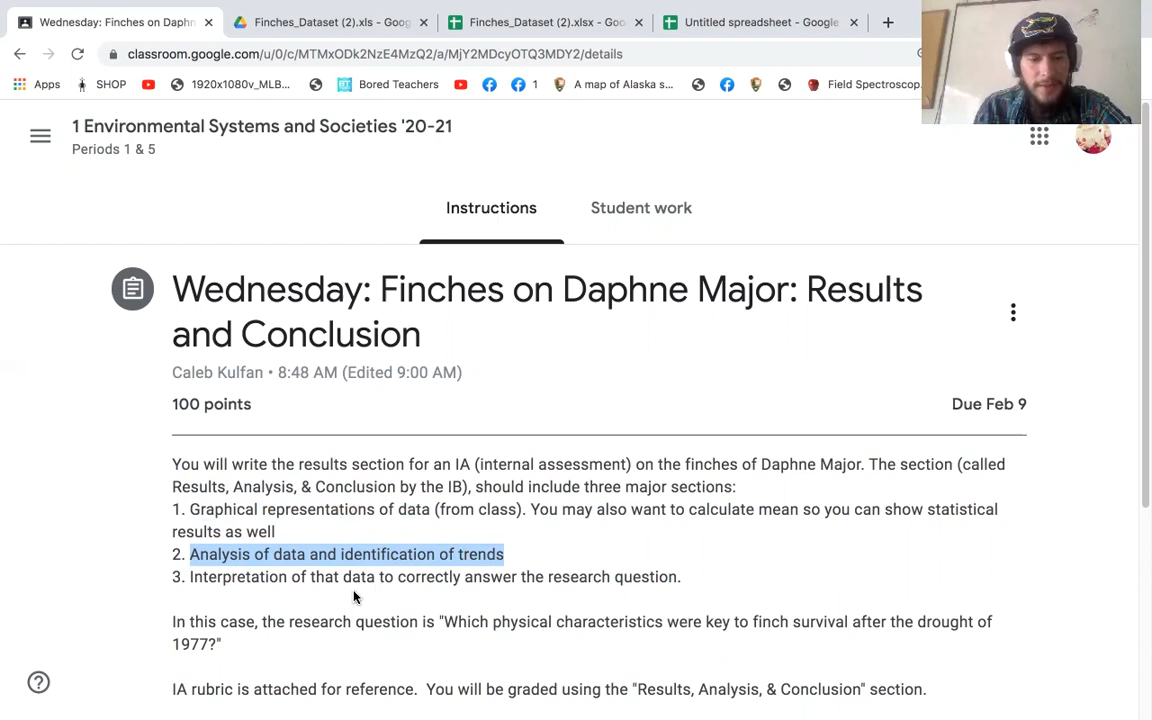 Wednesday: Finches on Daphn
Finches_Dataset (2).xls - Goog
Finches_Dataset (2).xlsx - Goo
Untitled spreadsheet - Google
classroom.google.com/u/0/c/MTMxODk2NzE4MzQ2/a/MjY2MDcyOTQ3MDY2/details
Apps
SHOP
1920x1080v_MLB...
Bored Teachers
1
A map of Alaska s...
Field Spectroscop
1 Environmental Systems and Societies '20-21
Periods 1 & 5
Instructions
Student work
Wednesday: Finches on Daphne Major: Results
and Conclusion
Caleb Kulfan • 8:48 AM (Edited 9:00 AM)
100 points
Due Feb 9
You will write the results section for an IA (internal assessment) on the finches of Daphne Major. The section (called
Results, Analysis, & Conclusion by the IB), should include three major sections:
1. Graphical representations of data (from class). You may also want to calculate mean so you can show statistical
results as well
2. Analysis of data and identification of trends
3. Interpretation of that data to correctly answer the research question.
In this case, the research question is "Which physical characteristics were key to finch survival after the drought of
1977?"
IA rubric is attached for reference. You will be graded using the "Results, Analysis, & Conclusion" section.